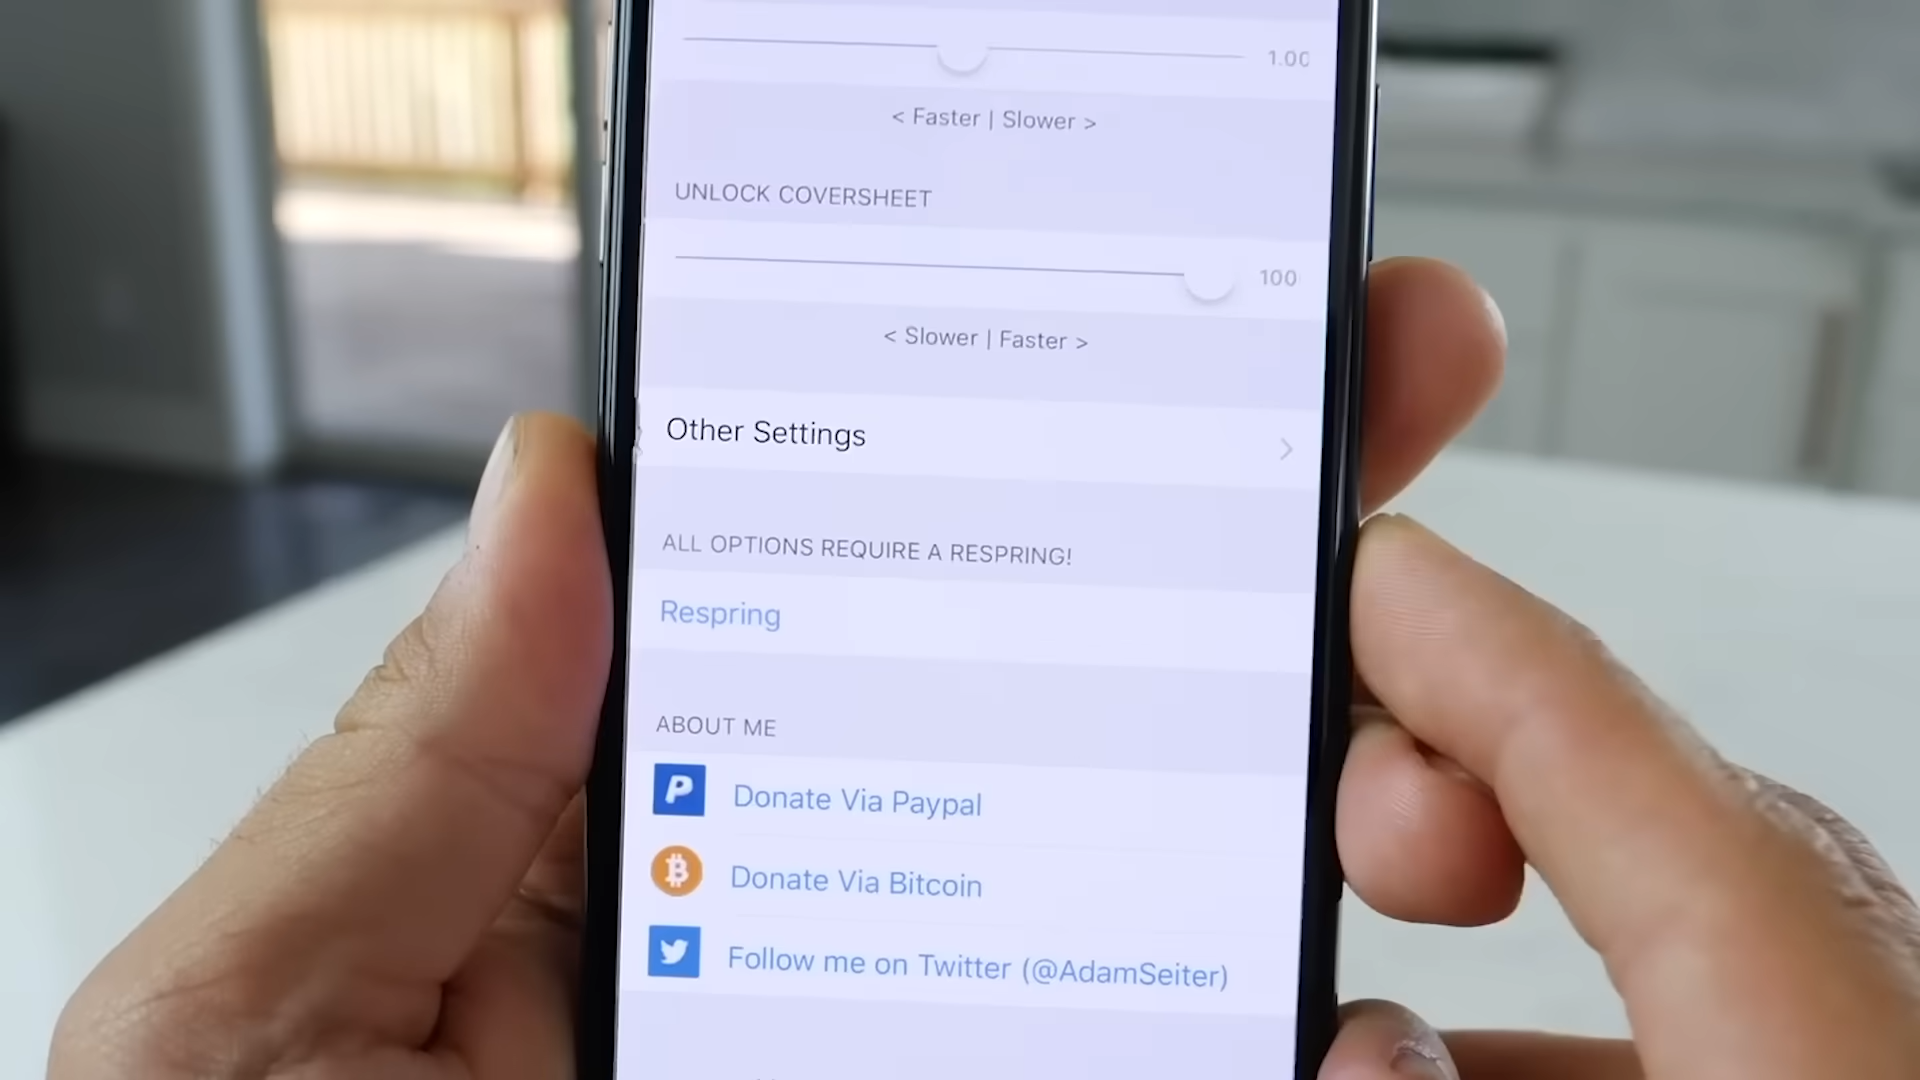 1.00
< Faster | Slower >
UNLOCK COVERSHEET
100
< Slower | Faster >
Other Settings
ALL OPTIONS REQUIRE A RESPRING!
Respring
ABOUT ME
Donate Via Paypal
Donate Via Bitcoin
Follow me on Twitter (@AdamSeiter)